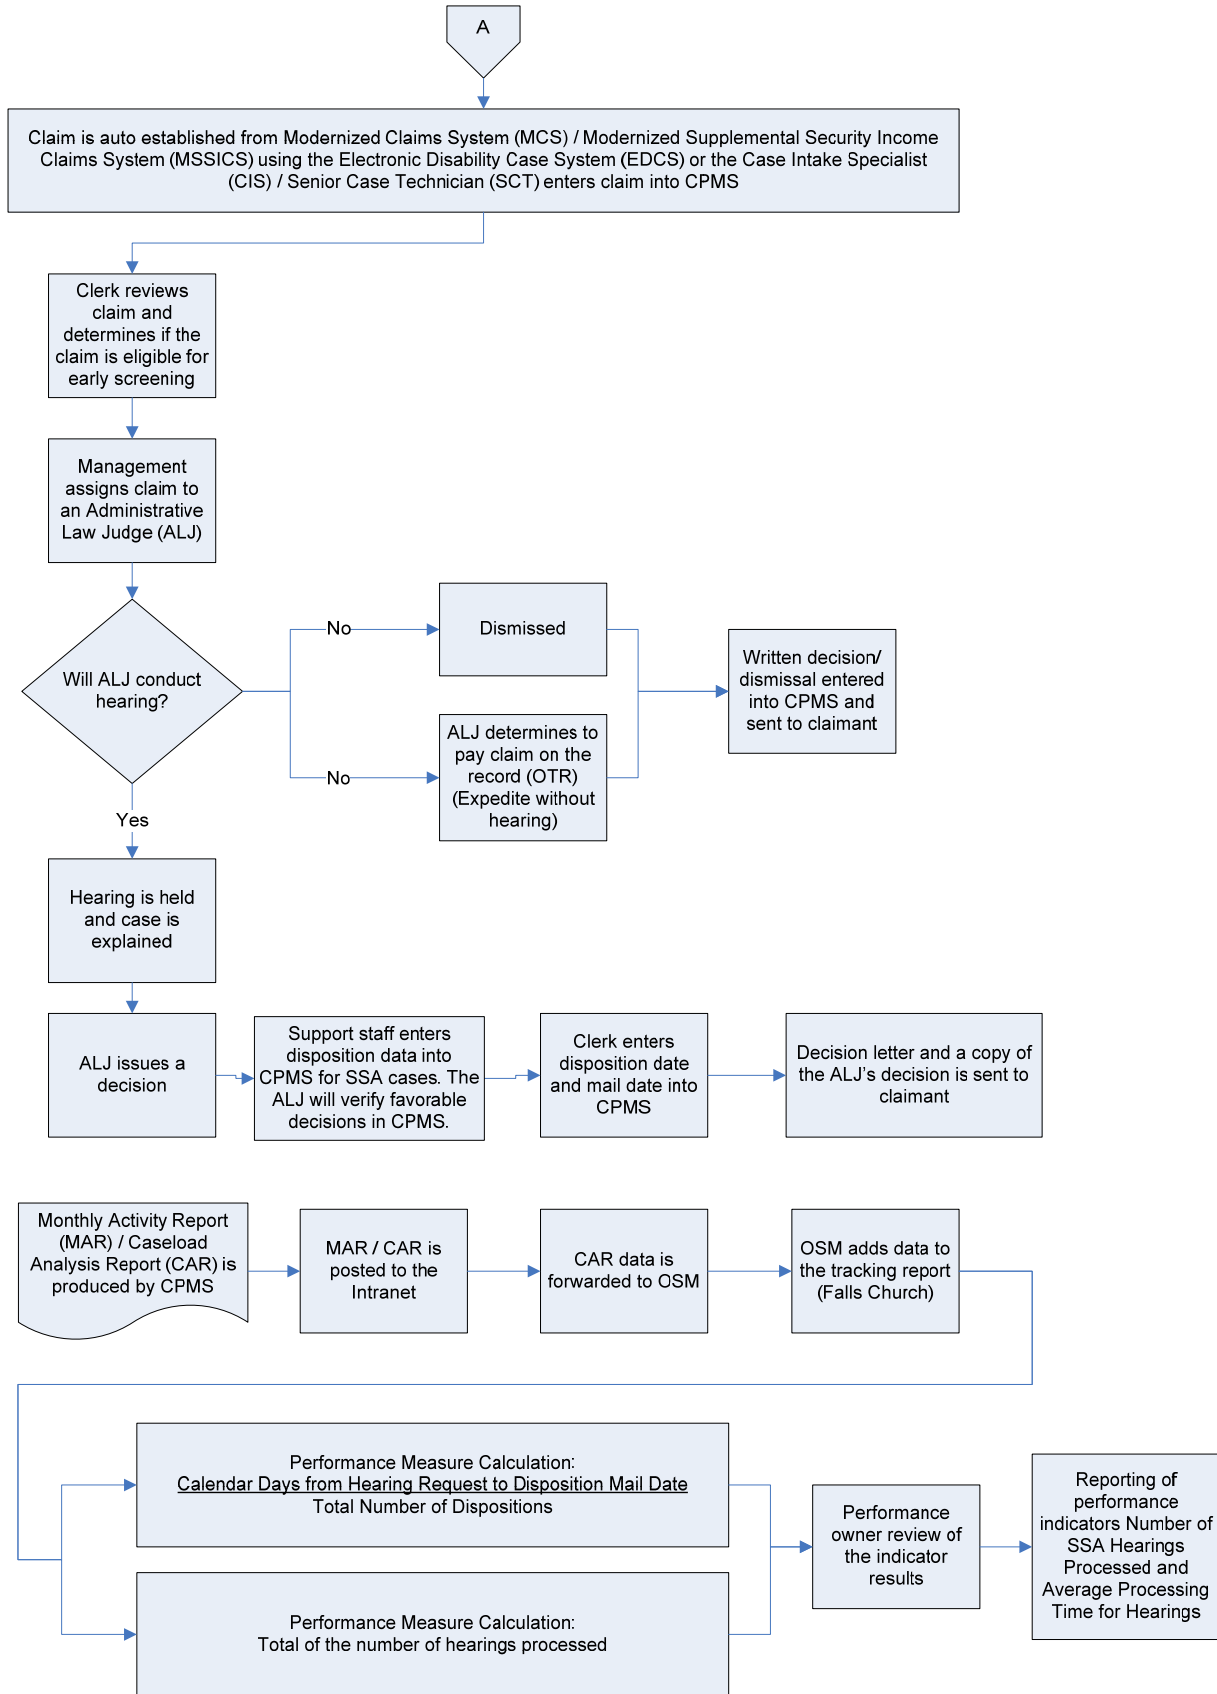 A
Claim is auto established from Modernized Claims System (MCS) / Modernized Supplemental Security Income
Claims System (MSSICS) using the Electronic Disability Case System (EDCS) or the Case Intake Specialist
(CIS) / Senior Case Technician (SCT) enters claim into CPMS
Clerk reviews
claim and
determines if the
claim is eligible for
early screening
Management
assigns claim to
an Administrative
Law Judge (ALJ)
Will ALJ conduct
hearing?
No
Dismissed
No
ALJ determines to
pay claim on the
record (OTR)
(Expedite without
hearing)
Written decision/
dismissal entered
into CPMS and
sent to claimant
Yes
Hearing is held
and case is
explained
ALJ issues a
decision
Support staff enters
disposition data into
CPMS for SSA cases. The
ALJ will verify favorable
decisions in CPMS.
Clerk enters
disposition date
and mail date into
CPMS
Decision letter and a copy of
the ALJ's decision is sent to
claimant
Monthly Activity Report
(MAR) / Caseload
Analysis Report (CAR) is
produced by CPMS
MAR / CAR is
posted to the
Intranet
CAR data is
forwarded to OSM
OSM adds data to
the tracking report
(Falls Church)
Performance Measure Calculation:
Calendar Days from Hearing Request to Disposition Mail Date
Total Number of Dispositions
Performance Measure Calculation:
Total of the number of hearings processed
Performance
owner review of
the indicator
results
Reporting of
performance
indicators Number of
SSA Hearings
Processed and
Average Processing
Time for Hearings